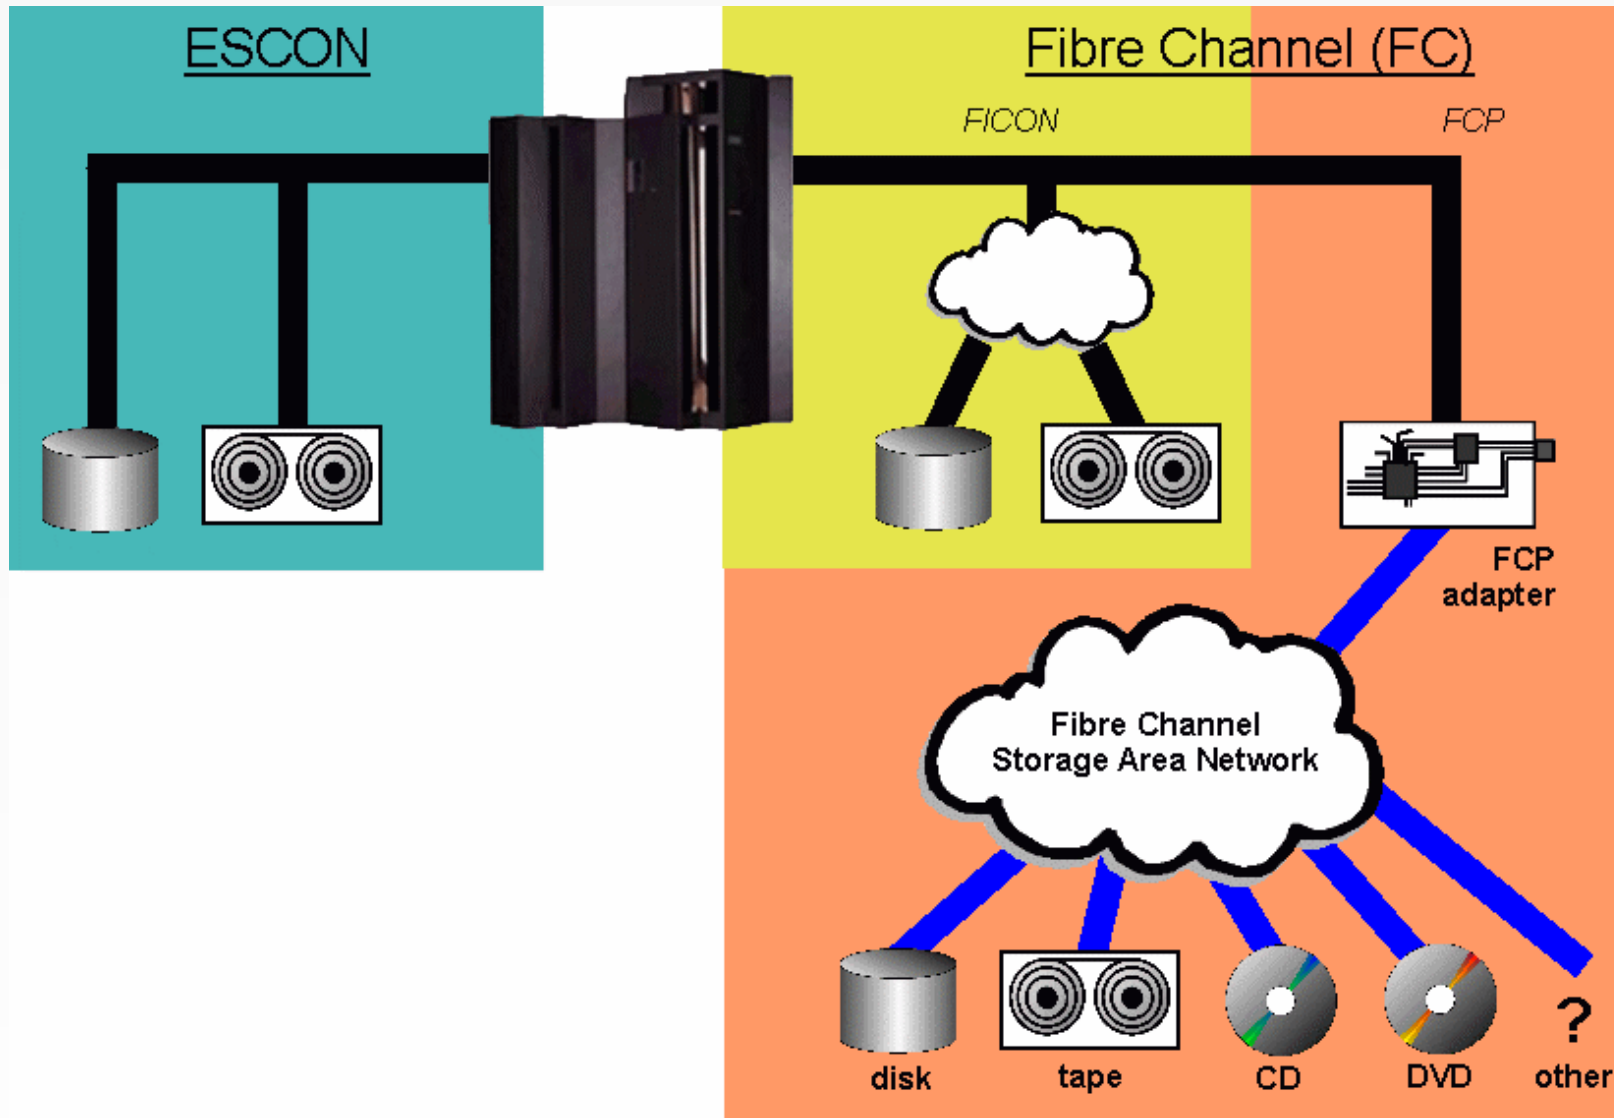 ESCON
Fibre Channel (FC)
FICON
FCP
FCP
adapter
Fibre Channel
Storage Area Network
disk
tape
CD
DVD
?
other